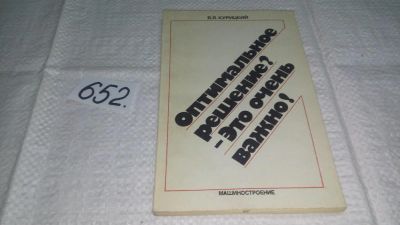 652.
Б.Я. КУРИЦКИЙ
Оптимальное
решение?
- Это очень
важно!
МАШИНОСТРОЕНИЕ